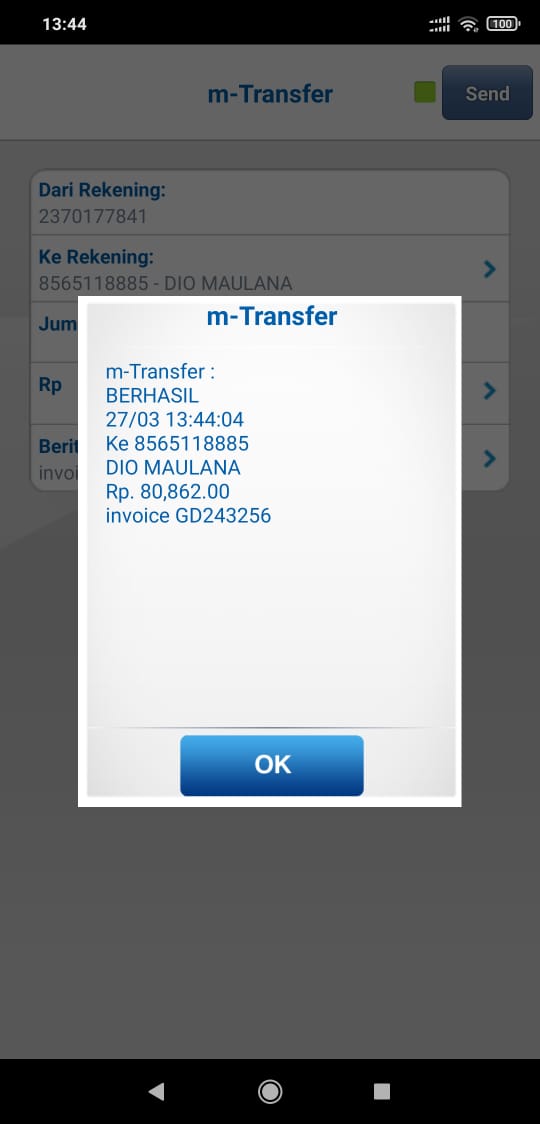 13:44
100
m-Transfer
Send
Dari Rekening:
2370177841
Ke Rekening:
8565118885 - DIO MAULANA
Jum
Rp
Berit
invoi
m-Transfer
m-Transfer :
BERHASIL
27/03 13:44:04
Ke 8565118885
DIO MAULANA
Rp. 80,862.00
invoice GD243256
OK